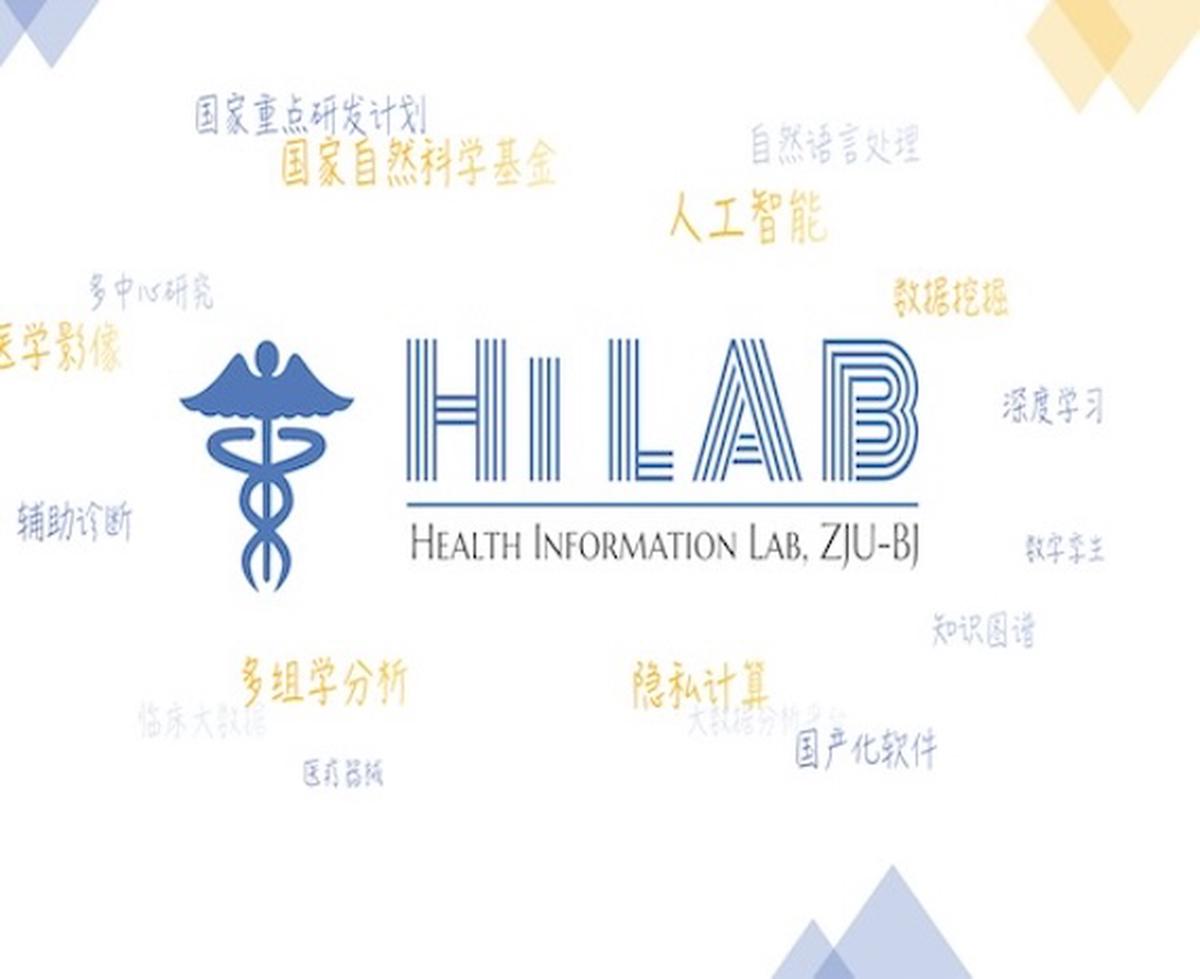 国家重点研发计划
国家自然科学基金
自然语言处理
人工智能
多中心研究
数据挖掘
医学影像
HI LAB
深度学习
辅助诊断
HEALTH INFORMATION LAB, ZJU-BJ
数字孪生
知识图谱
多组学分析
隐私计算
临床大数据
大数据分析平台
国产化软件
医疗器械